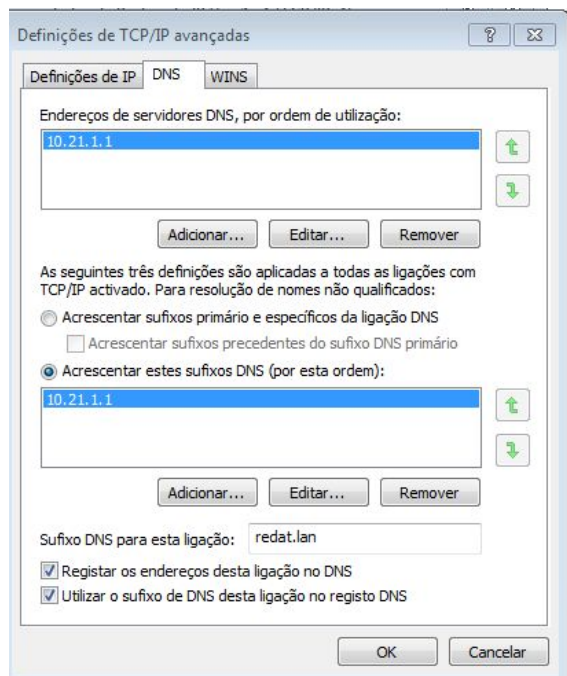 Definições de TCP/IP avançadas
Definições de IP DNS WINS
Endereços de servidores DNS, por ordem de utilização:
10.21.1.1
Adicionar... Editar... Remover
As seguintes três definições são aplicadas a todas as ligações com
TCP/IP activado. Para resolução de nomes não qualificados:
Acrescentar sufixos primário e específicos da ligação DNS
Acrescentar sufixos precedentes do sufixo DNS primário
Acrescentar estes sufixos DNS (por esta ordem):
10.21.1.1
Adicionar... Editar... Remover
Sufixo DNS para esta ligação: redat.lan
Registar os endereços desta ligação no DNS
Utilizar o sufixo de DNS desta ligação no registo DNS
OK Cancelar